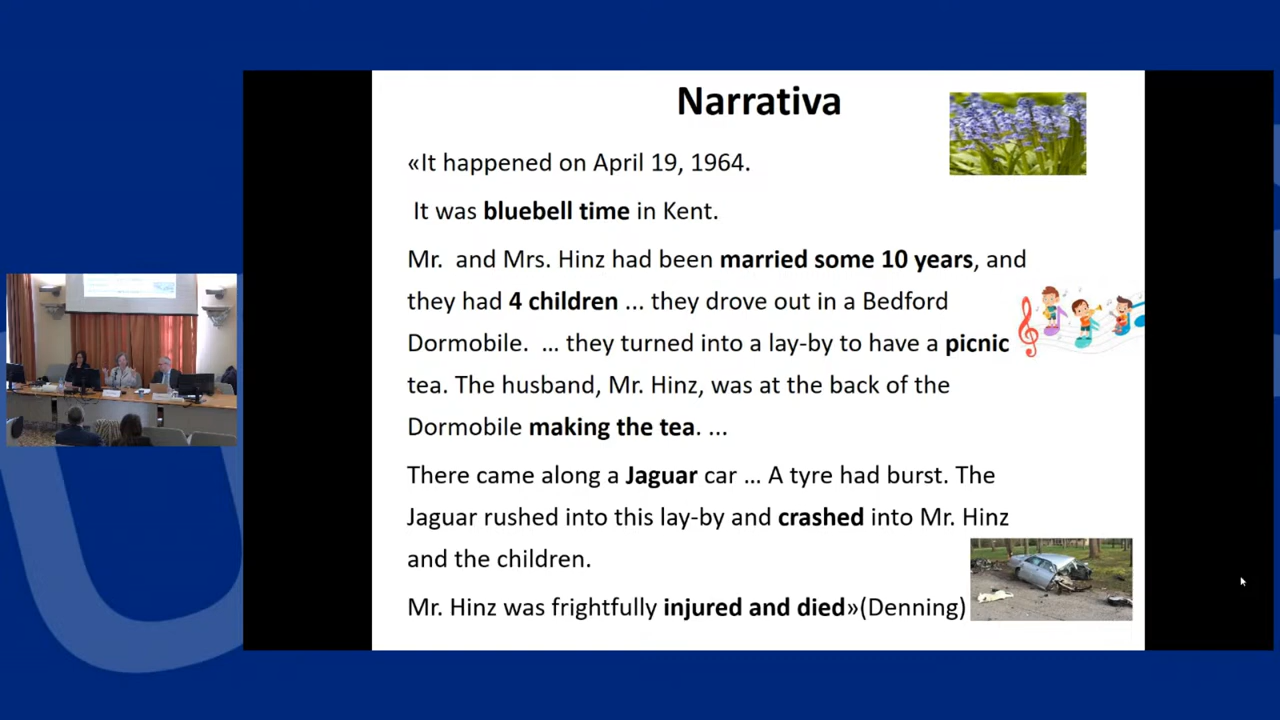 Narrativa
«It happened on April 19, 1964.
It was bluebell time in Kent.
Mr. and Mrs. Hinz had been married some 10 years, and
they had 4 children ... they drove out in a Bedford
Dormobile. ... they turned into a lay-by to have a picnic
tea. The husband, Mr. Hinz, was at the back of the
Dormobile making the tea. ...
There came along a Jaguar car ... A tyre had burst. The
Jaguar rushed into this lay-by and crashed into Mr. Hinz
and the children.
Mr. Hinz was frightfully injured and died»(Denning)